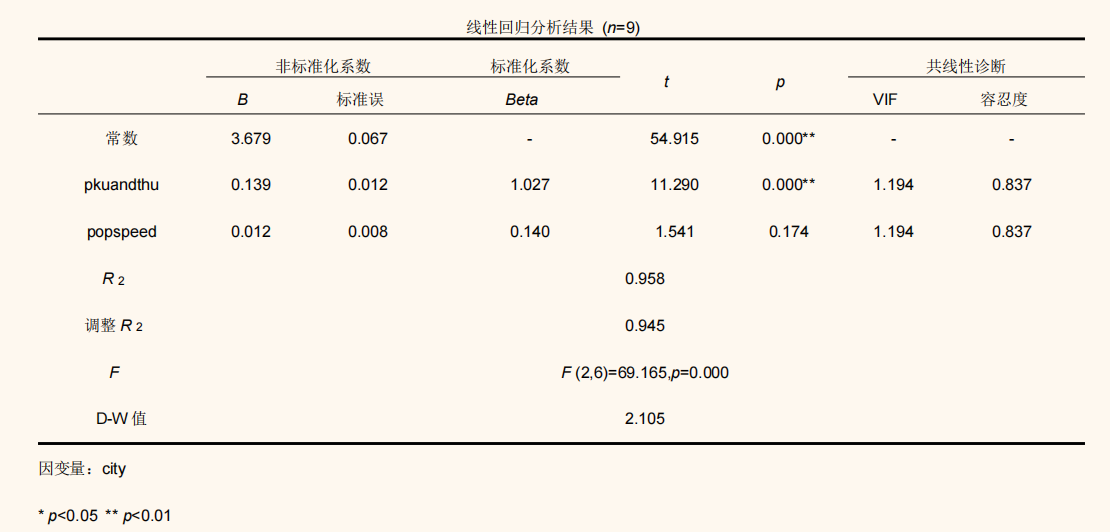 线性回归分析结果 (n=9)
非标准化系数 标准化系数 t p 共线性诊断
B 标准误 Beta VIF 容忍度
常数 3.679 0.067 - 54.915 0.000** - -
pkuandthu 0.139 0.012 1.027 11.290 0.000** 1.194 0.837
popspeed 0.012 0.008 0.140 1.541 0.174 1.194 0.837
R 2 0.958
调整 R 2 0.945
F F (2,6)=69.165,p=0.000
D-W 值 2.105
因变量：city
* p<0.05 ** p<0.01